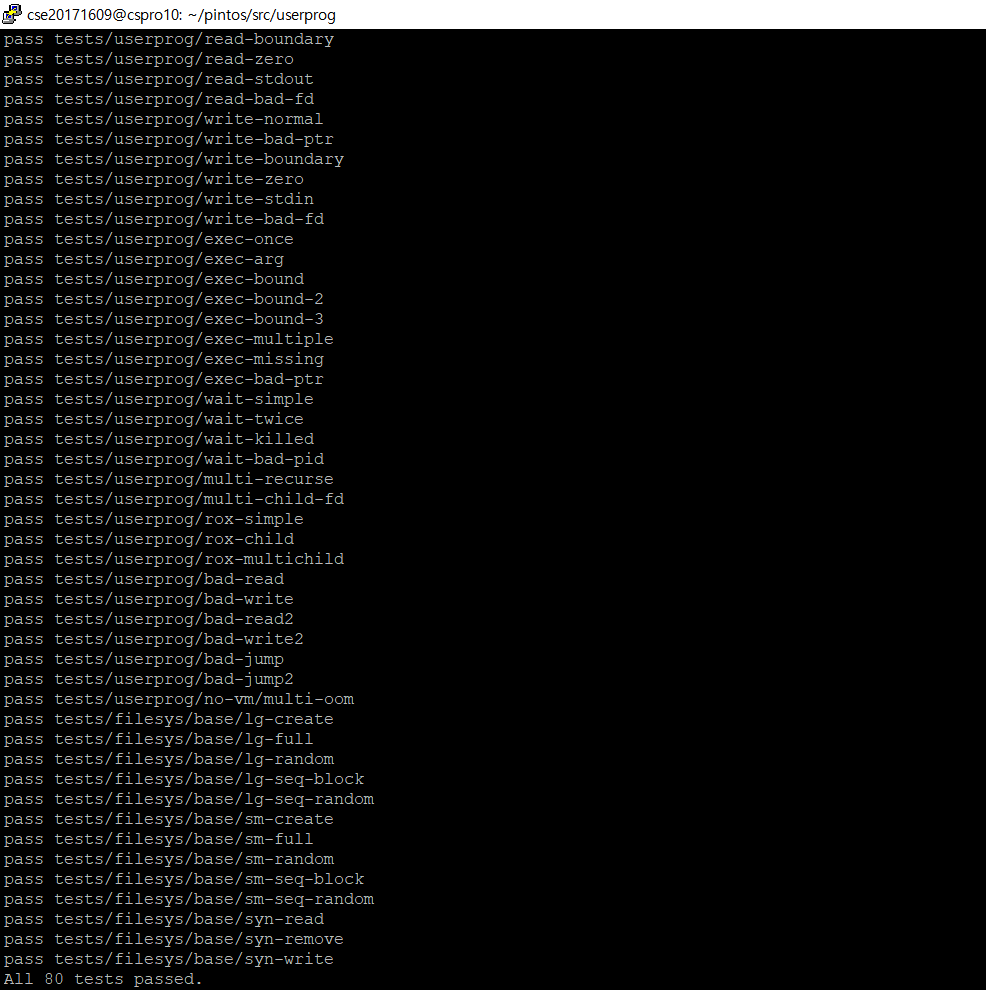 cse20171609@cspro10: ~/pintos/src/userprog
pass tests/userprog/read-boundary
pass tests/userprog/read-zero
pass tests/userprog/read-stdout
pass tests/userprog/read-bad-fd
pass tests/userprog/write-normal
pass tests/userprog/write-bad-ptr
pass tests/userprog/write-boundary
pass tests/userprog/write-zero
pass tests/userprog/write-stdin
pass tests/userprog/write-bad-fd
pass tests/userprog/exec-once
pass tests/userprog/exec-arg
pass tests/userprog/exec-bound
pass tests/userprog/exec-bound-2
pass tests/userprog/exec-bound-3
pass tests/userprog/exec-multiple
pass tests/userprog/exec-missing
pass tests/userprog/exec-bad-ptr
pass tests/userprog/wait-simple
pass tests/userprog/wait-twice
pass tests/userprog/wait-killed
pass tests/userprog/wait-bad-pid
pass tests/userprog/multi-recurse
pass tests/userprog/multi-child-fd
pass tests/userprog/rox-simple
pass tests/userprog/rox-child
pass tests/userprog/rox-multichild
pass tests/userprog/bad-read
pass tests/userprog/bad-write
pass tests/userprog/bad-read2
pass tests/userprog/bad-write2
pass tests/userprog/bad-jump
pass tests/userprog/bad-jump2
pass tests/userprog/no-vm/multi-oom
pass tests/filesys/base/lg-create
pass tests/filesys/base/lg-full
pass tests/filesys/base/lg-random
pass tests/filesys/base/lg-seq-block
pass tests/filesys/base/lg-seq-random
pass tests/filesys/base/sm-create
pass tests/filesys/base/sm-full
pass tests/filesys/base/sm-random
pass tests/filesys/base/sm-seq-block
pass tests/filesys/base/sm-seq-random
pass tests/filesys/base/syn-read
pass tests/filesys/base/syn-remove
pass tests/filesys/base/syn-write
All 80 tests passed.